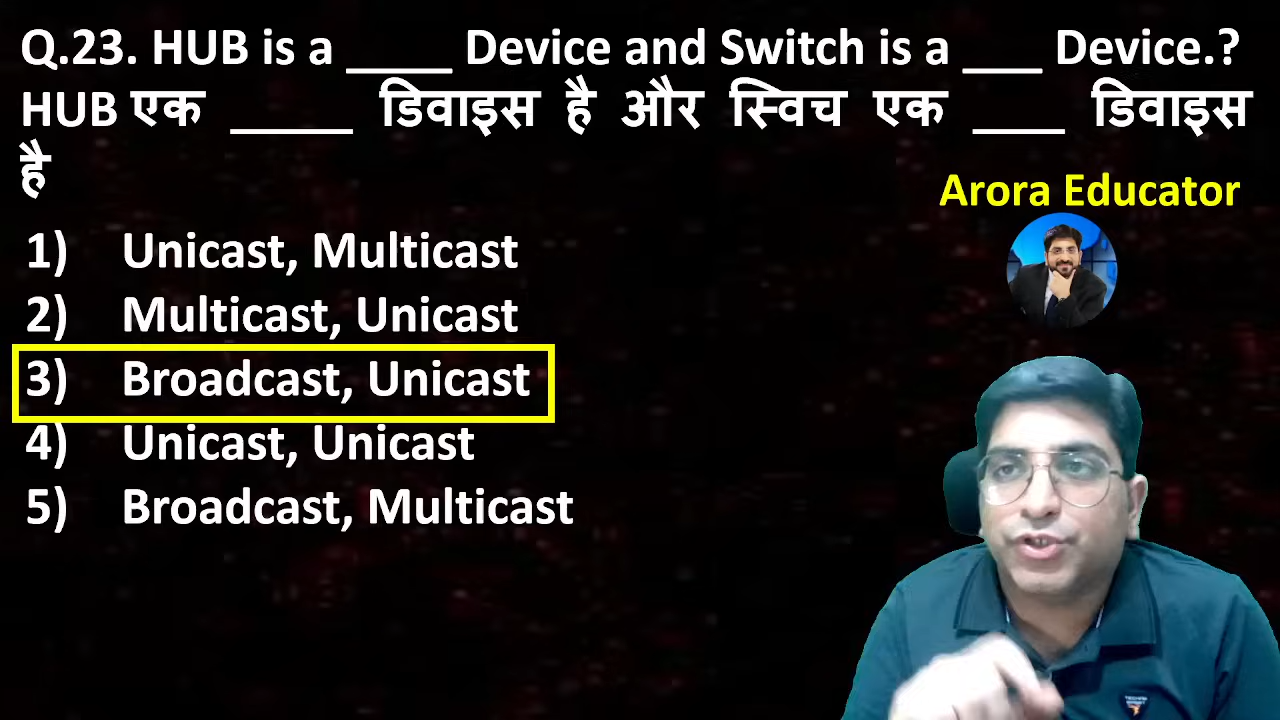 Q.23. HUB is a ____ Device and Switch is a ___ Device.?
HUB एक ____ डिवाइस है और स्विच एक ___ डिवाइस
है
Arora Educator
1) Unicast, Multicast
2) Multicast, Unicast
3) Broadcast, Unicast
4) Unicast, Unicast
5) Broadcast, Multicast